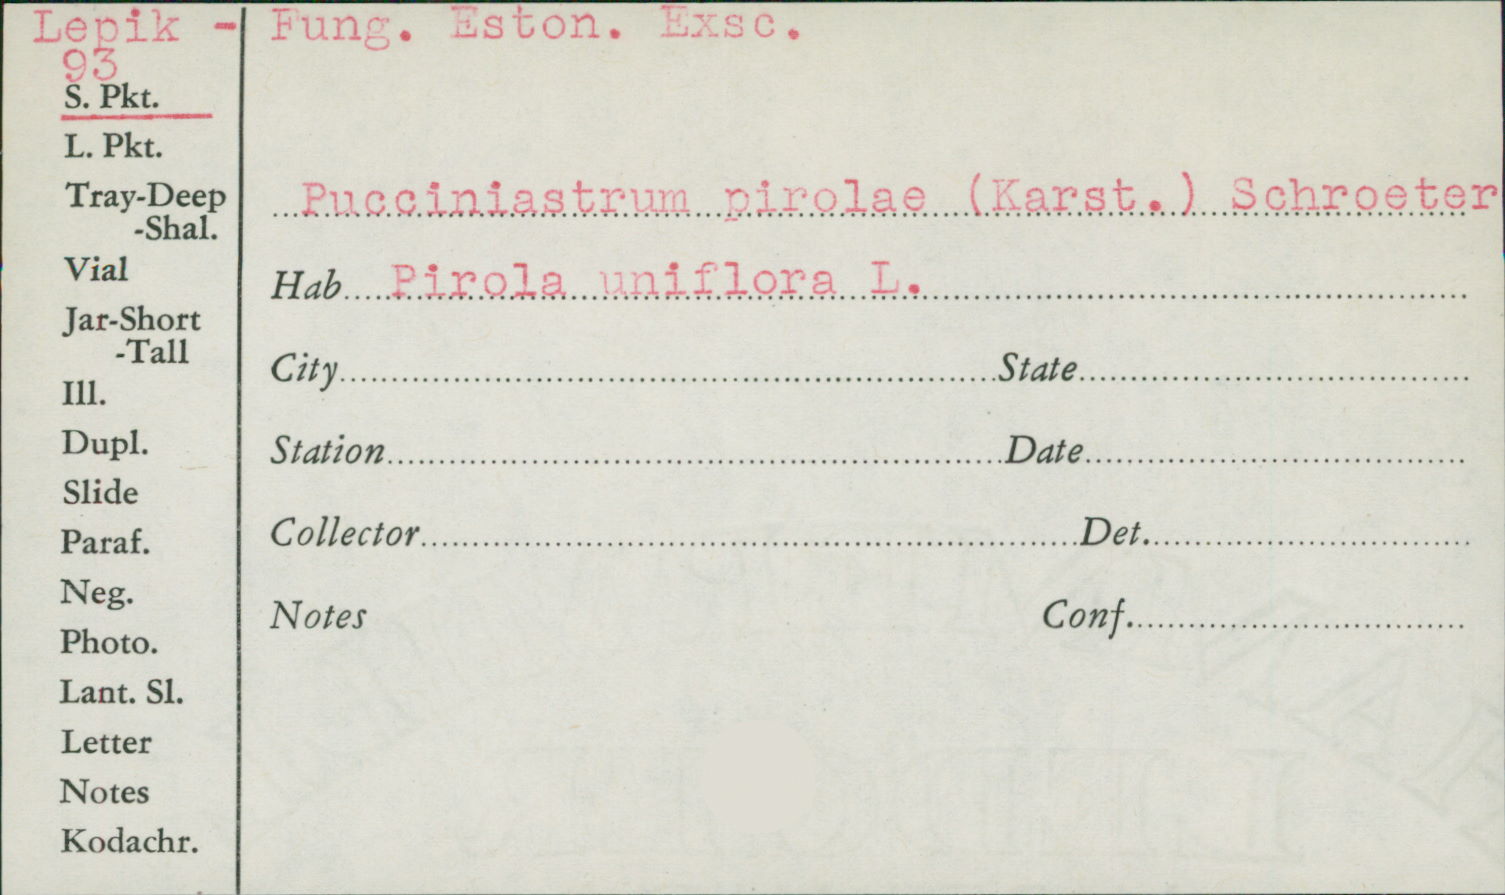 Lepik - Fung. Eston. Exsc.
93
S. Pkt.
L. Pkt.
Tray-Deep
-Shal.
Vial
Jar-Short
-Tall
Ill.
Dupl.
Slide
Paraf.
Neg.
Photo.
Lant. Sl.
Letter
Notes
Kodachr.
Pucciniastrum pirolae (Karst.) Schroeter
Hab Pirola uniflora L.
City State
Station Date
Collector Det.
Notes Conf.